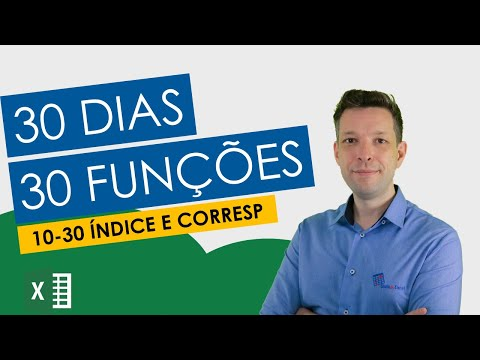 30 DIAS
30 FUNÇÕES
10-30 ÍNDICE E CORRESP
X